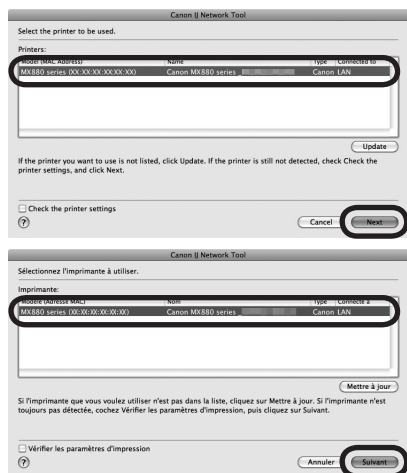 Canon IJ Network Tool
Select the printer to be used.
Printers:
Model (MAC Address) Name Type Connected to
MX880 series (XX:XX:XX:XX:XX:XX) Canon MX880 series _ Canon LAN
Update
If the printer you want to use is not listed, click Update. If the printer is still not detected, check Check the
printer settings, and click Next.
Check the printer settings
? Cancel Next
Canon IJ Network Tool
Sélectionnez l'imprimante à utiliser.
Imprimante:
Modèle (Adresse MAC) Nom Type Connecté à
MX880 series (XX:XX:XX:XX:XX:XX) Canon MX880 series _ Canon LAN
Mettre à jour
Si l'imprimante que vous voulez utiliser n'est pas dans la liste, cliquez sur Mettre à jour. Si l'imprimante n'est
toujours pas détectée, cochez Vérifier les paramètres d'impression, puis cliquez sur Suivant.
Vérifier les paramètres d'impression
? Annuler Suivant